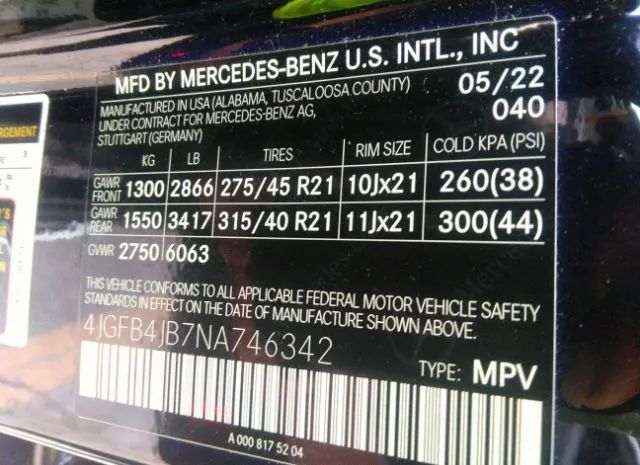 MFD BY MERCEDES-BENZ U.S. INTL., INC
MANUFACTURED IN USA (ALABAMA, TUSCALOOSA COUNTY) 05/22
UNDER CONTRACT FOR MERCEDES-BENZ AG, 040
STUTTGART (GERMANY)
KG LB TIRES RIM SIZE COLD KPA (PSI)
GAWR FRONT 1300 2866 275/45 R21 10Jx21 260(38)
GAWR REAR 1550 3417 315/40 R21 11Jx21 300(44)
GVWR 2750 6063
THIS VEHICLE CONFORMS TO ALL APPLICABLE FEDERAL MOTOR VEHICLE SAFETY
STANDARDS IN EFFECT ON THE DATE OF MANUFACTURE SHOWN ABOVE.
4JGFB4JB7NA746342
TYPE: MPV
A 000 817 52 04